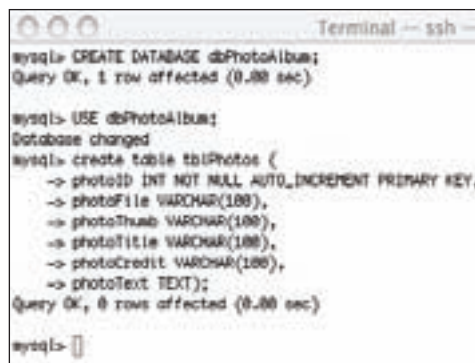 Terminal — ssh —
mysql> CREATE DATABASE dbPhotoAlbum;
Query OK, 1 row affected (0.00 sec)
mysql> USE dbPhotoAlbum;
Database changed
mysql> create table tblPhotos (
-> photoID INT NOT NULL AUTO_INCREMENT PRIMARY KEY,
-> photoFile VARCHAR(100),
-> photoThumb VARCHAR(100),
-> photoTitle VARCHAR(100),
-> photoCredit VARCHAR(100),
-> photoText TEXT);
Query OK, 0 rows affected (0.00 sec)
mysql>